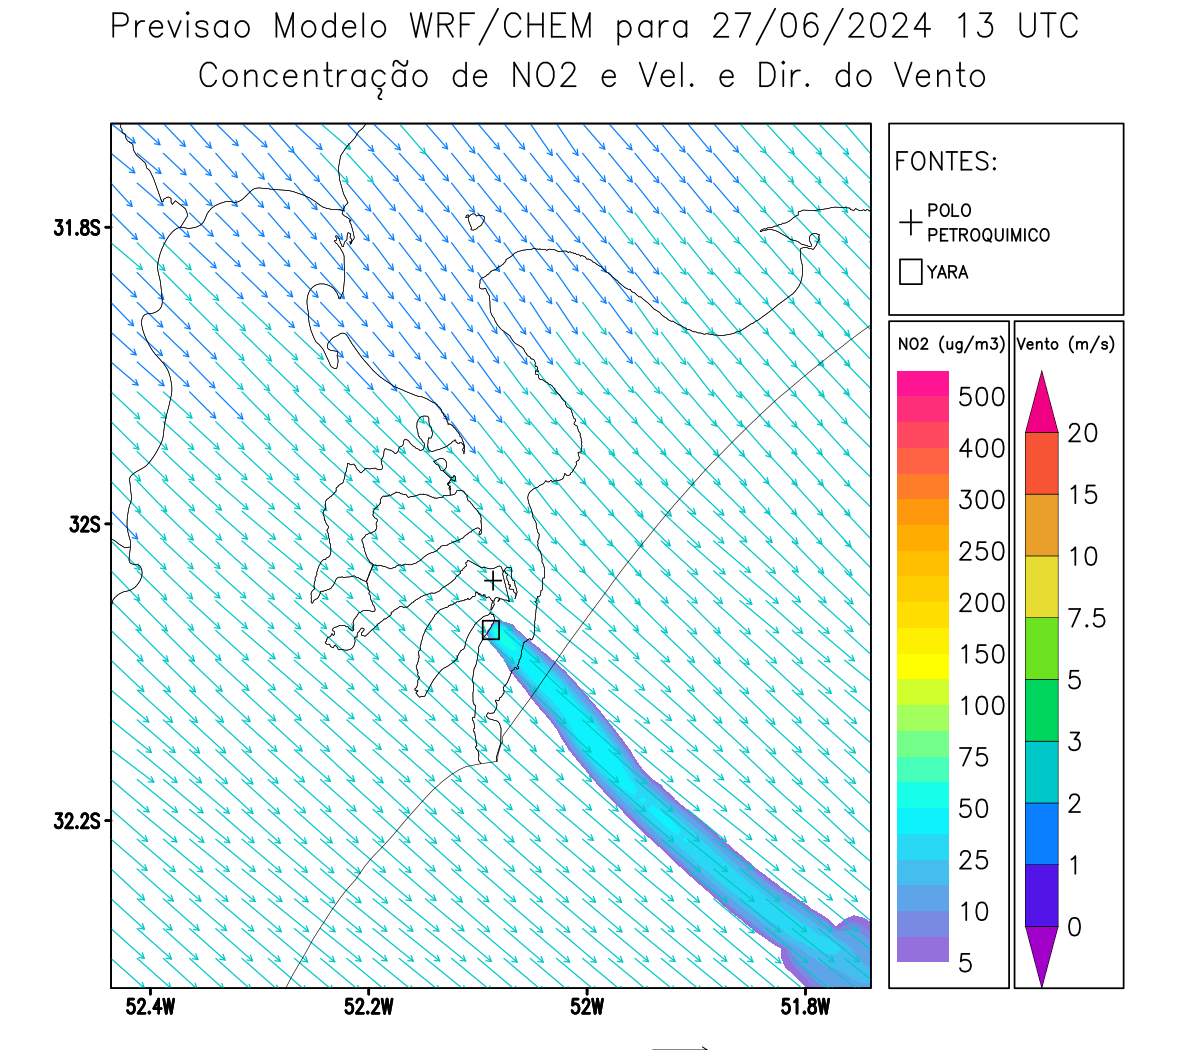 Previsao Modelo WRF/CHEM para 27/06/2024 13 UTC
Concentração de NO2 e Vel. e Dir. do Vento
FONTES:
POLO
PETROQUIMICO
YARA
NO2 (ug/m3)
500
400
300
250
200
150
100
75
50
25
10
5
Vento (m/s)
20
15
10
7.5
5
3
2
1
0
31.8S
32S
32.2S
52.4W
52.2W
52W
51.8W